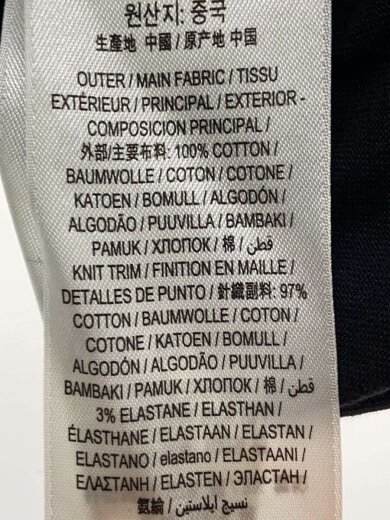 원산지: 중국
生產地 中國 / 原产地 中国
OUTER / MAIN FABRIC / TISSU
EXTÉRIEUR / PRINCIPAL / EXTERIOR -
COMPOSICION PRINCIPAL /
外部/主要布料: 100% COTTON /
BAUMWOLLE / COTON / COTONE /
KATOEN / BOMULL / ALGODÓN /
ALGODÃO / PUUVILLA / BAMBAKI /
PAMUK / ХЛОПОК / 棉 / قطن /
KNIT TRIM / FINITION EN MAILLE /
DETALLES DE PUNTO / 針織副料: 97%
COTTON / BAUMWOLLE / COTON /
COTONE / KATOEN / BOMULL /
ALGODÓN / ALGODÃO / PUUVILLA /
BAMBAKI / PAMUK / ХЛОПОК / 棉 / قطن /
3% ELASTANE / ELASTHAN /
ÉLASTHANE / ELASTAAN / ELASTAN /
ELASTANO / elastano / ELASTAANI /
ΕΛΑΣΤΑΝΗ / ELASTEN / ЭЛАСТАН /
氨綸 / نسيج ايلاستين /